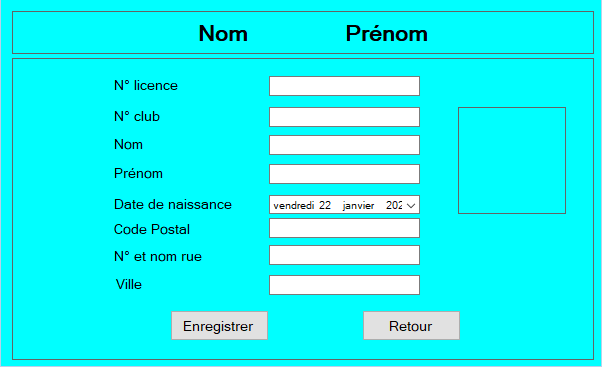 Nom Prénom
N° licence
N° club
Nom
Prénom
Date de naissance vendredi 22 janvier 202
Code Postal
N° et nom rue
Ville
Enregistrer Retour